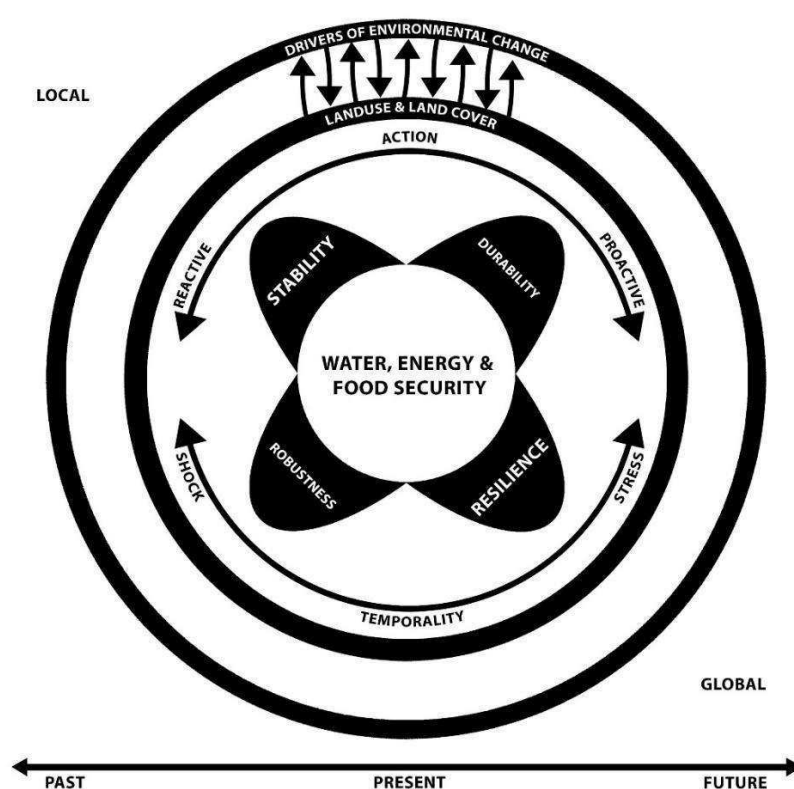 DRIVERS OF ENVIRONMENTAL CHANGE
LOCAL
LANDUSE & LAND COVER
ACTION
REACTIVE
PROACTIVE
STABILITY
DURABILITY
WATER, ENERGY &
FOOD SECURITY
ROBUSTNESS
RESILIENCE
SHOCK
STRESS
TEMPORALITY
GLOBAL
PAST
PRESENT
FUTURE